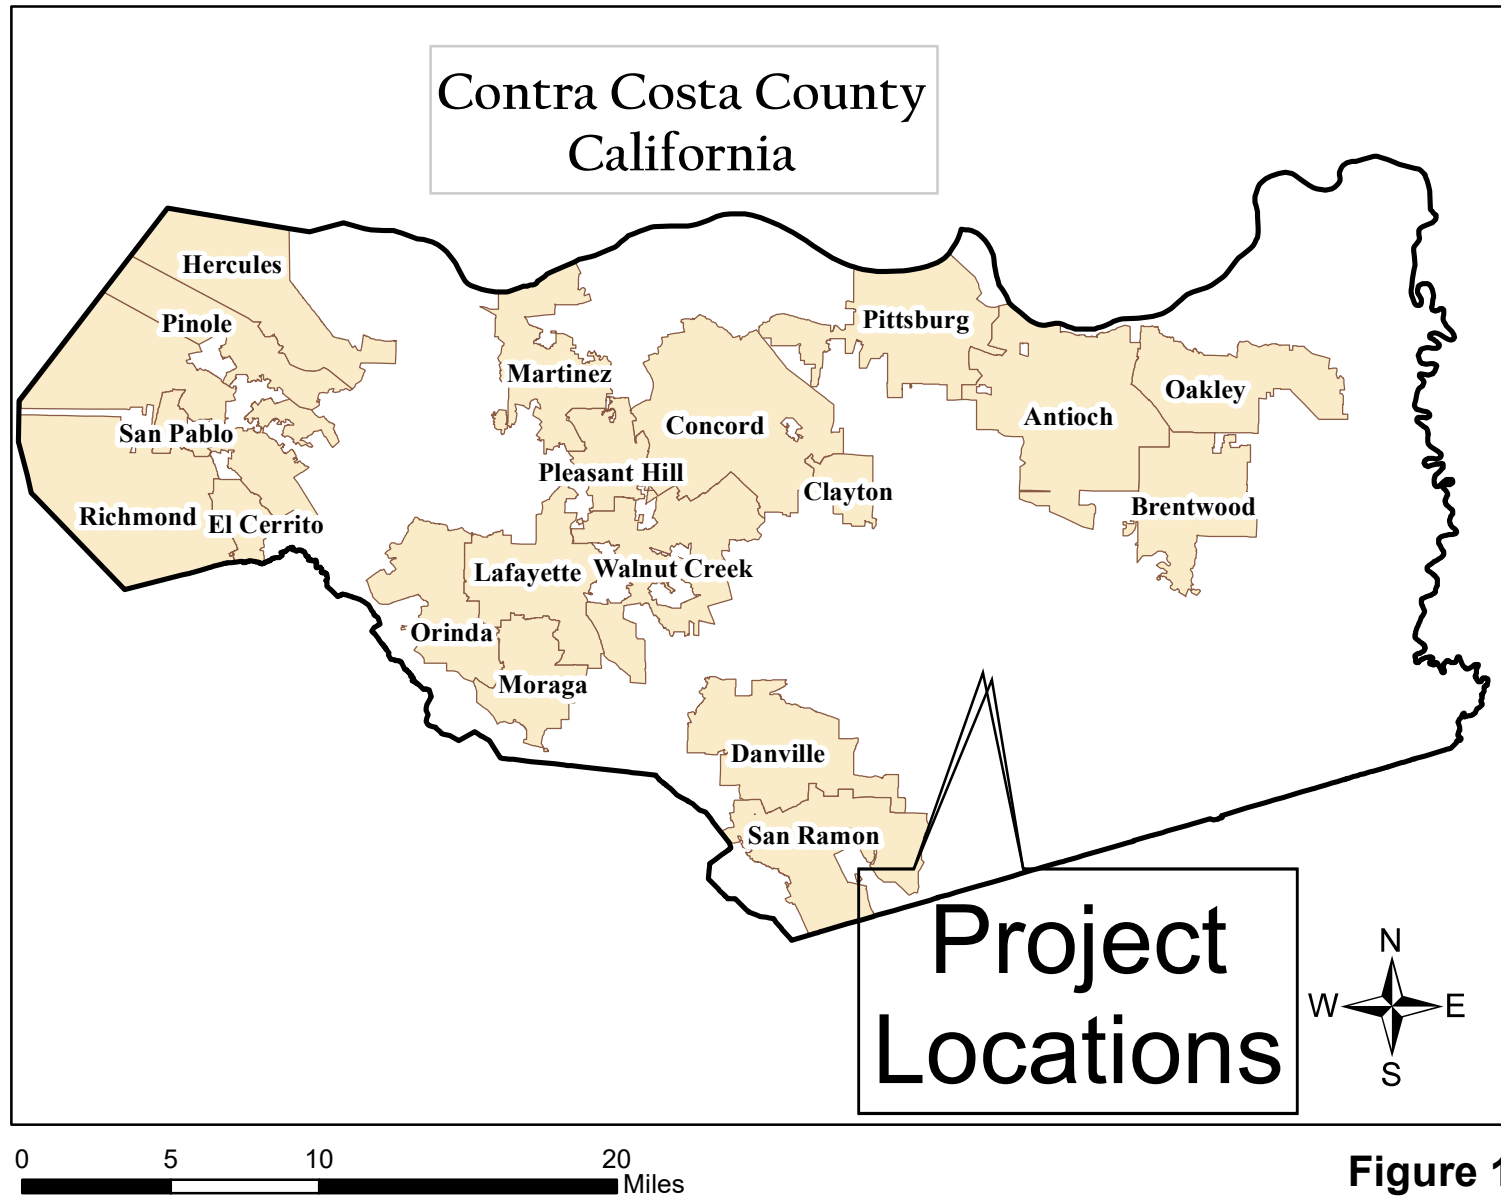 Contra Costa County
California
Hercules
Pinole
Pittsburg
Martinez
Oakley
Antioch
Concord
San Pablo
Pleasant Hill
Clayton
Brentwood
Richmond
El Cerrito
Lafayette
Walnut Creek
Orinda
Moraga
Danville
San Ramon
Project
Locations
N
W
E
S
0
5
10
20
Miles
Figure 1